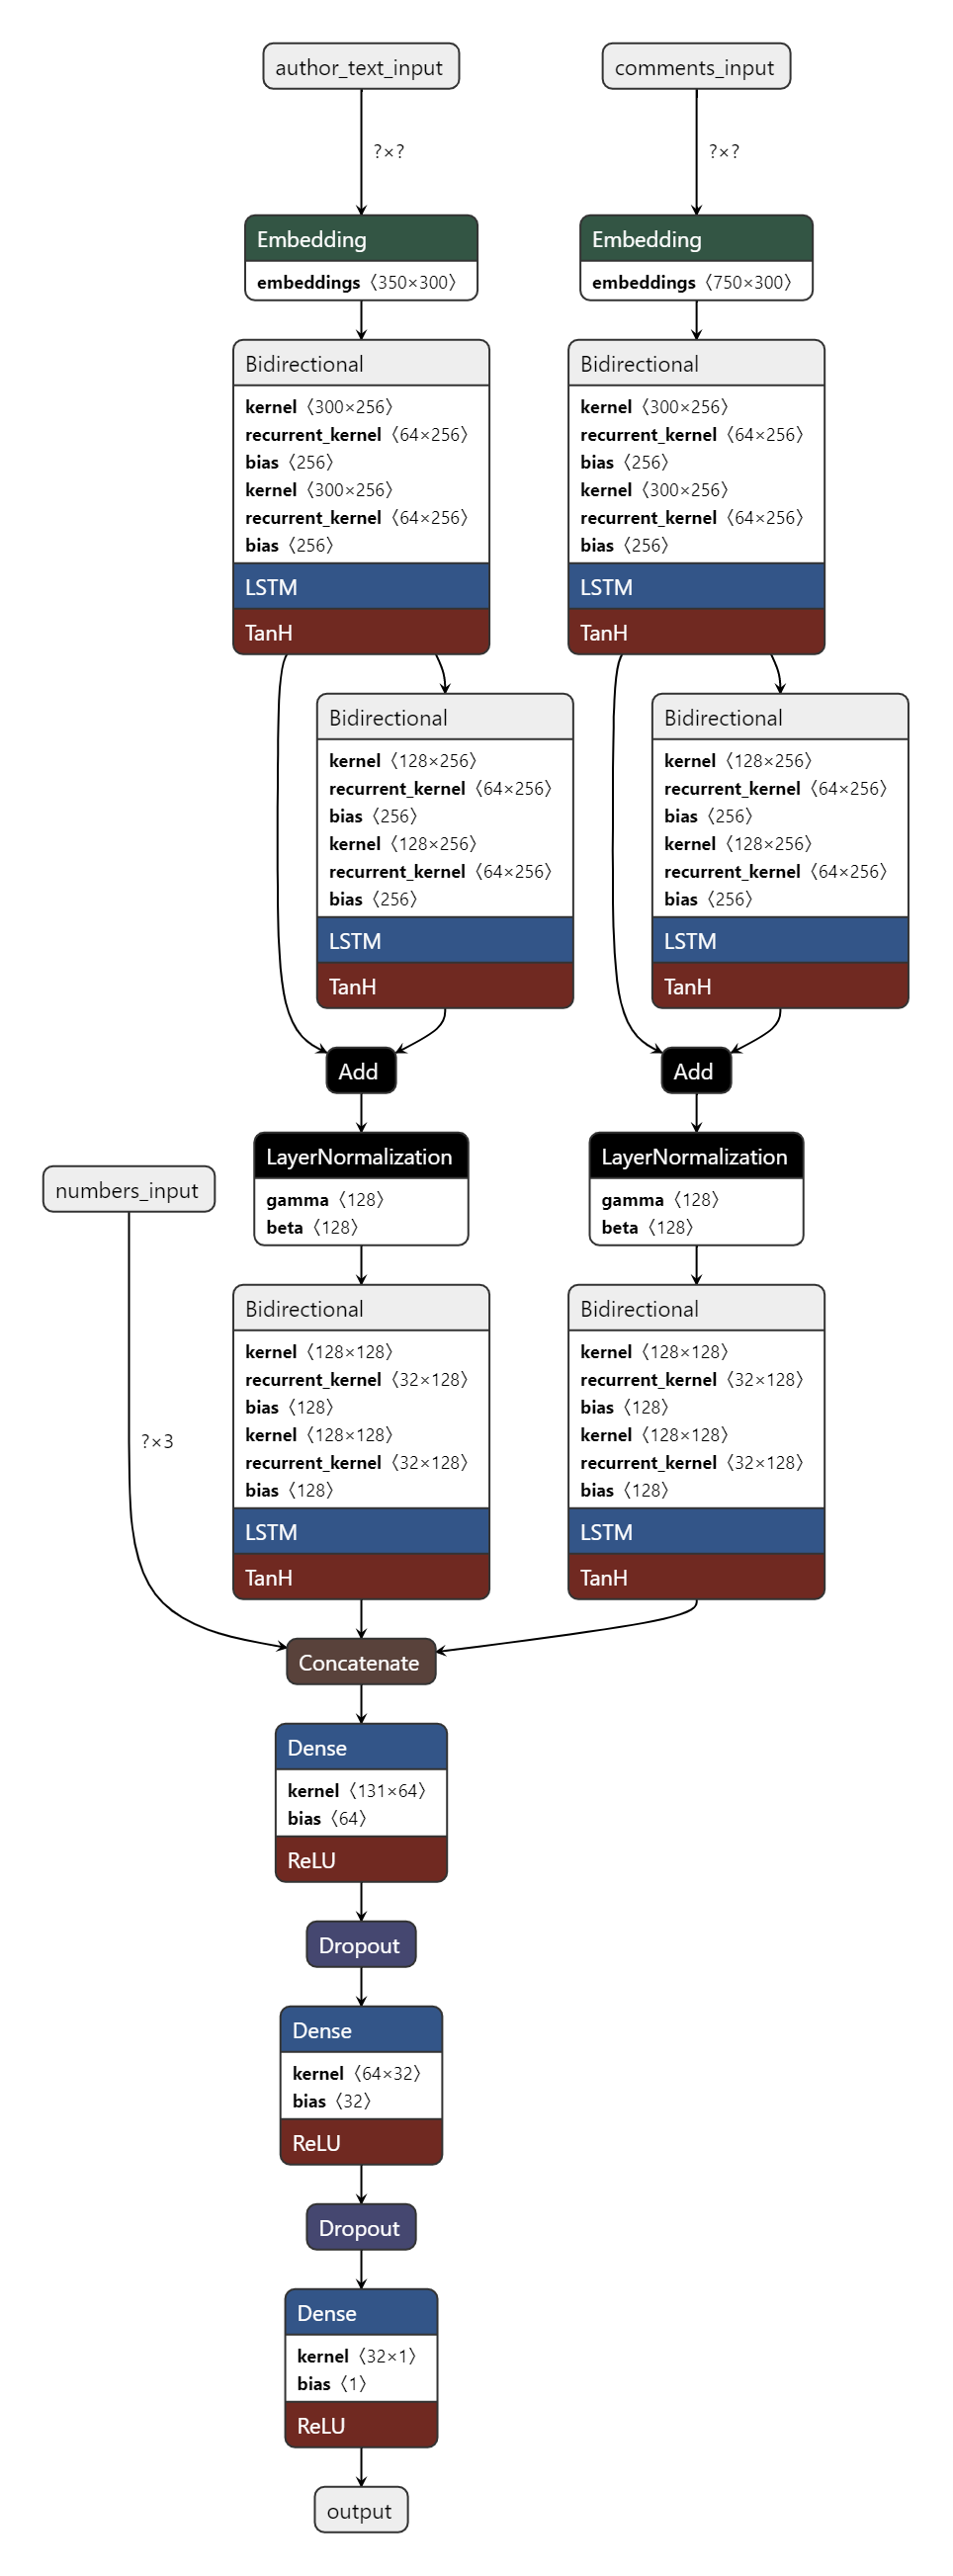 author_text_input
comments_input
?×?
?×?
Embedding
embeddings 〈350×300〉
Embedding
embeddings 〈750×300〉
Bidirectional
kernel 〈300×256〉
recurrent_kernel 〈64×256〉
bias 〈256〉
kernel 〈300×256〉
recurrent_kernel 〈64×256〉
bias 〈256〉
LSTM
TanH
Bidirectional
kernel 〈300×256〉
recurrent_kernel 〈64×256〉
bias 〈256〉
kernel 〈300×256〉
recurrent_kernel 〈64×256〉
bias 〈256〉
LSTM
TanH
Bidirectional
kernel 〈128×256〉
recurrent_kernel 〈64×256〉
bias 〈256〉
kernel 〈128×256〉
recurrent_kernel 〈64×256〉
bias 〈256〉
LSTM
TanH
Bidirectional
kernel 〈128×256〉
recurrent_kernel 〈64×256〉
bias 〈256〉
kernel 〈128×256〉
recurrent_kernel 〈64×256〉
bias 〈256〉
LSTM
TanH
Add
Add
LayerNormalization
gamma 〈128〉
beta 〈128〉
LayerNormalization
gamma 〈128〉
beta 〈128〉
numbers_input
?×3
Bidirectional
kernel 〈128×128〉
recurrent_kernel 〈32×128〉
bias 〈128〉
kernel 〈128×128〉
recurrent_kernel 〈32×128〉
bias 〈128〉
LSTM
TanH
Bidirectional
kernel 〈128×128〉
recurrent_kernel 〈32×128〉
bias 〈128〉
kernel 〈128×128〉
recurrent_kernel 〈32×128〉
bias 〈128〉
LSTM
TanH
Concatenate
Dense
kernel 〈131×64〉
bias 〈64〉
ReLU
Dropout
Dense
kernel 〈64×32〉
bias 〈32〉
ReLU
Dropout
Dense
kernel 〈32×1〉
bias 〈1〉
ReLU
output